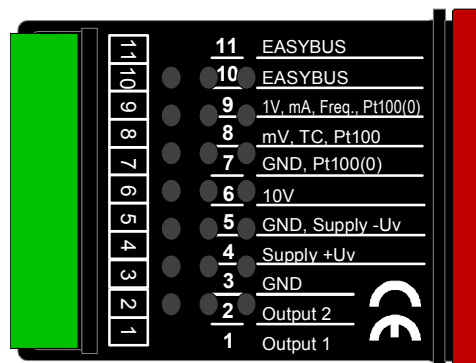 11 11 EASYBUS
10 10 EASYBUS
9 9 1V, mA, Freq., Pt100(0)
8 8 mV, TC, Pt100
7 7 GND, Pt100(0)
6 6 10V
5 5 GND, Supply -Uv
4 4 Supply +Uv
3 3 GND
2 2 Output 2
1 1 Output 1
CE